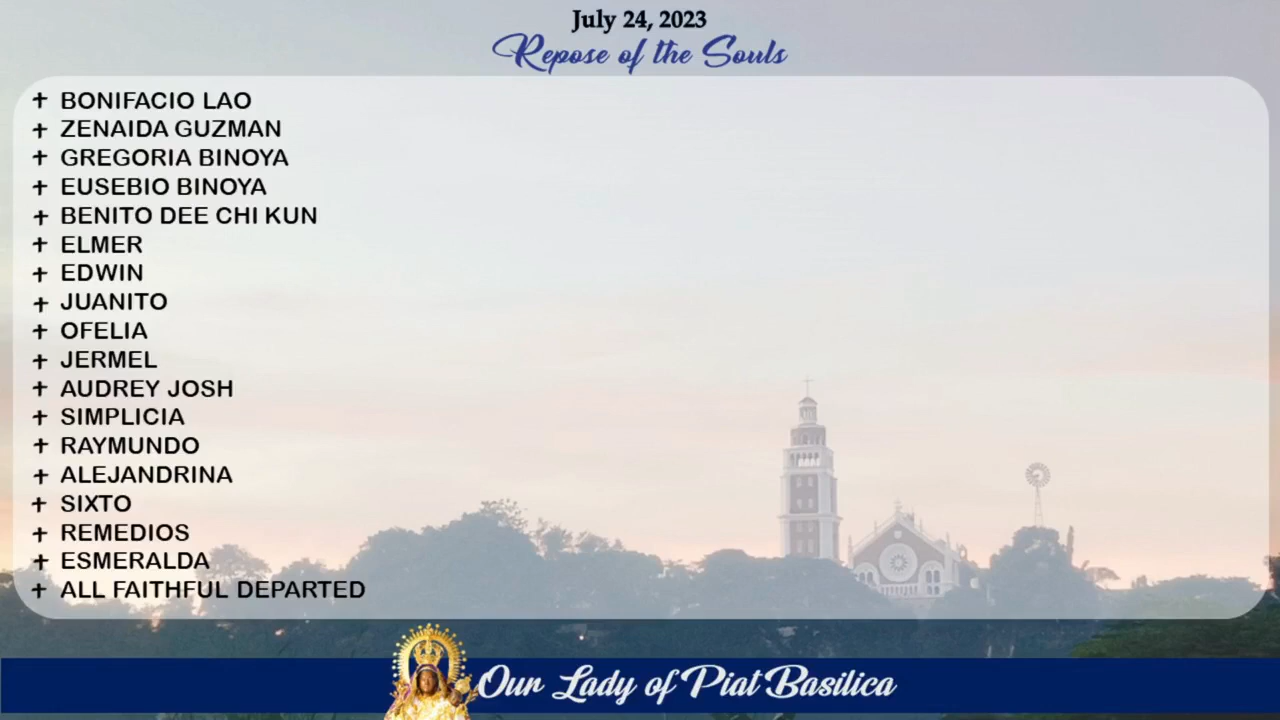 July 24, 2023
Repose of the Souls
✝ BONIFACIO LAO
✝ ZENAIDA GUZMAN
✝ GREGORIA BINOYA
✝ EUSEBIO BINOYA
✝ BENITO DEE CHI KUN
✝ ELMER
✝ EDWIN
✝ JUANITO
✝ OFELIA
✝ JERMEL
✝ AUDREY JOSH
✝ SIMPLICIA
✝ RAYMUNDO
✝ ALEJANDRINA
✝ SIXTO
✝ REMEDIOS
✝ ESMERALDA
✝ ALL FAITHFUL DEPARTED
Our Lady of Piat Basilica